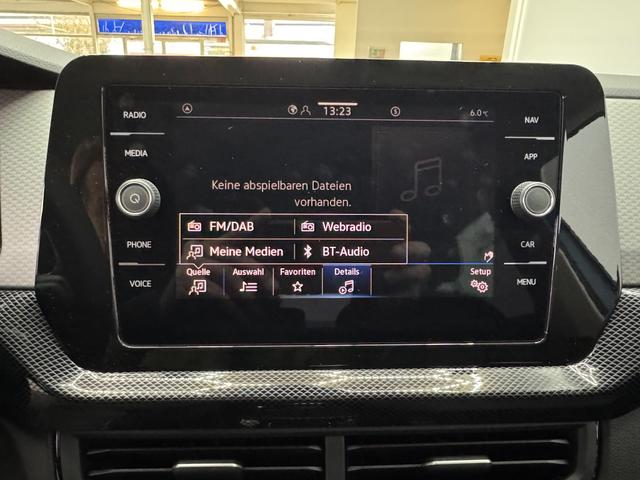 RADIO
MEDIA
PHONE
VOICE
13:23
6.0°C
Keine abspielbaren Dateien
vorhanden.
FM/DAB
Webradio
Meine Medien
BT-Audio
Quelle
Auswahl
Favoriten
Details
Setup
NAV
APP
CAR
MENU